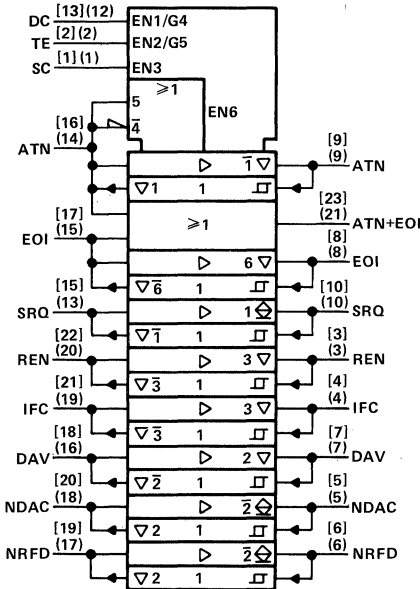 DC [13](12) EN1/G4
TE [2](2) EN2/G5
SC [1](1) EN3
≥1
5
EN6
4̅
[16]
(14)
ATN
▷ 1̅ ▽
[9]
(9) ATN
▽1 1
[23]
(21) ATN+EOI
≥1
[17]
(15)
EOI
▷ 6 ▽
[8]
(8) EOI
▽6̅ 1
[15]
(13)
SRQ
▷ 1
[10]
(10) SRQ
▽1̅ 1
[22]
(20)
REN
▷ 3 ▽
[3]
(3) REN
▽3̅ 1
[21]
(19)
IFC
▷ 3 ▽
[4]
(4) IFC
▽3̅ 1
[18]
(16)
DAV
▷ 2 ▽
[7]
(7) DAV
▽2̅ 1
[20]
(18)
NDAC
▷ 2̅
[5]
(5) NDAC
▽2 1
[19]
(17)
NRFD
▷ 2̅
[6]
(6) NRFD
▽2 1